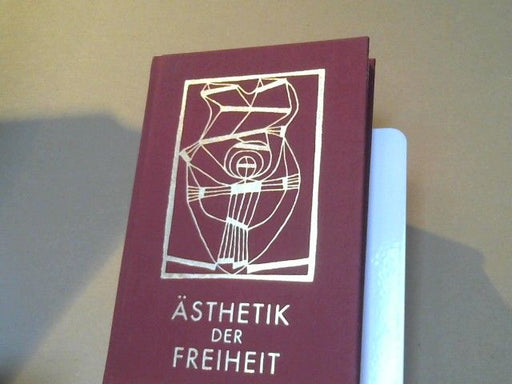 ÄSTHETIK
DER
FREIHEIT